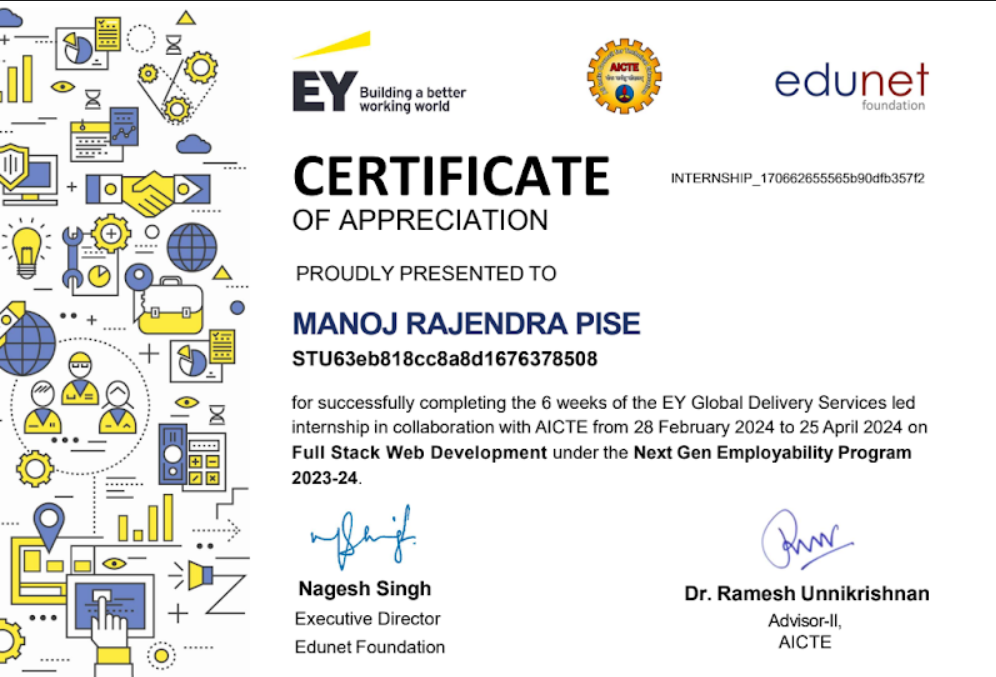 EY Building a better
working world
AICTE
edunet
foundation
CERTIFICATE
OF APPRECIATION
INTERNSHIP_170662655565b90dfb357f2
PROUDLY PRESENTED TO
MANOJ RAJENDRA PISE
STU63eb818cc8a8d1676378508
for successfully completing the 6 weeks of the EY Global Delivery Services led
internship in collaboration with AICTE from 28 February 2024 to 25 April 2024 on
Full Stack Web Development under the Next Gen Employability Program
2023-24.
Nagesh Singh
Executive Director
Edunet Foundation
Dr. Ramesh Unnikrishnan
Advisor-II,
AICTE